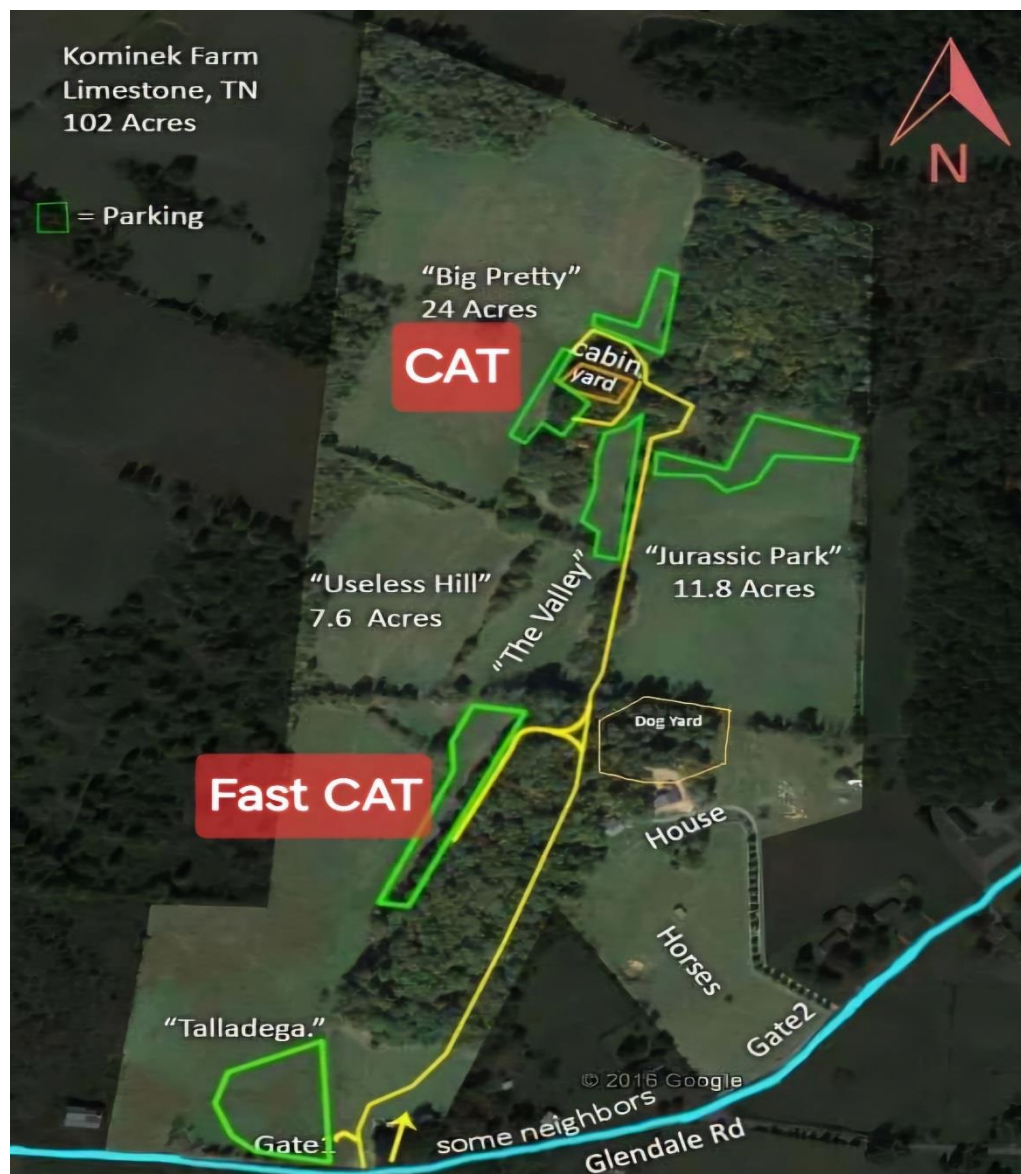 Kominek Farm
Limestone, TN
102 Acres
N
= Parking
“Big Pretty”
24 Acres
CAT
cabin
yard
“Useless Hill”
7.6 Acres
“The Valley”
“Jurassic Park”
11.8 Acres
Dog Yard
Fast CAT
House
Horses
“Talladega.”
Gate2
© 2016 Google
some neighbors
Gate1
Glendale Rd